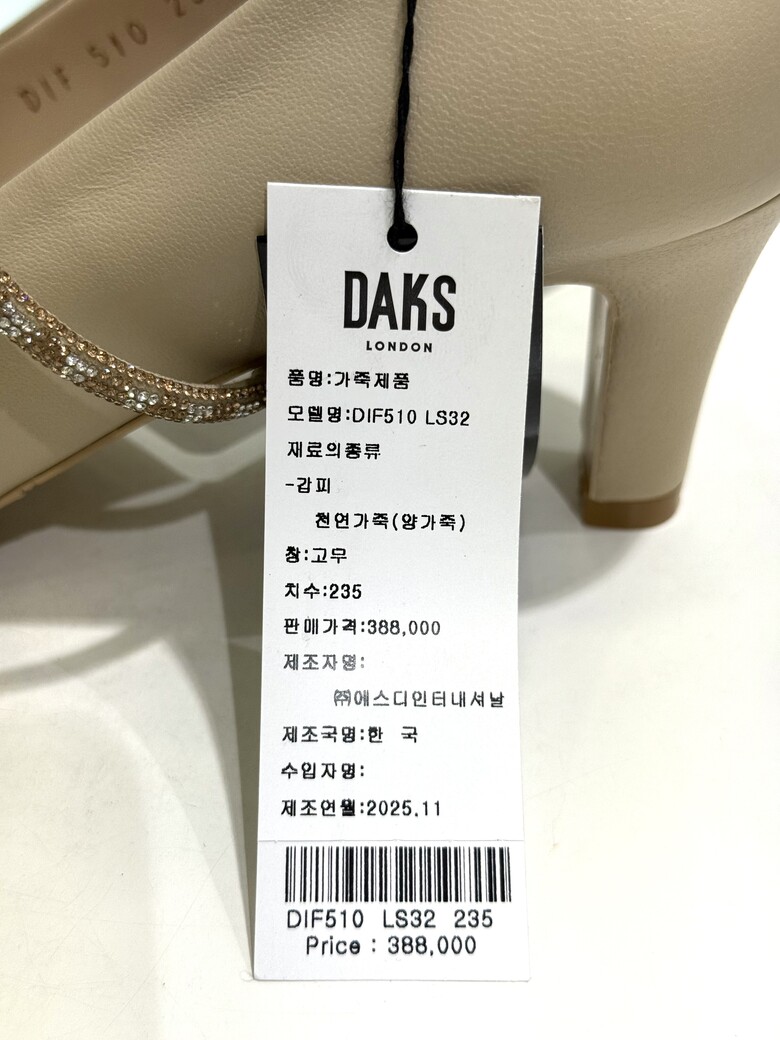 DIF 510
DAKS
LONDON
품명:가죽제품
모델명:DIF510 LS32
재료의종류
-갑피
천연가죽(양가죽)
창:고무
치수:235
판매가격:388,000
제조자명:
㈜에스디인터내셔날
제조국명:한 국
수입자명:
제조연월:2025.11
DIF510 LS32 235
Price : 388,000